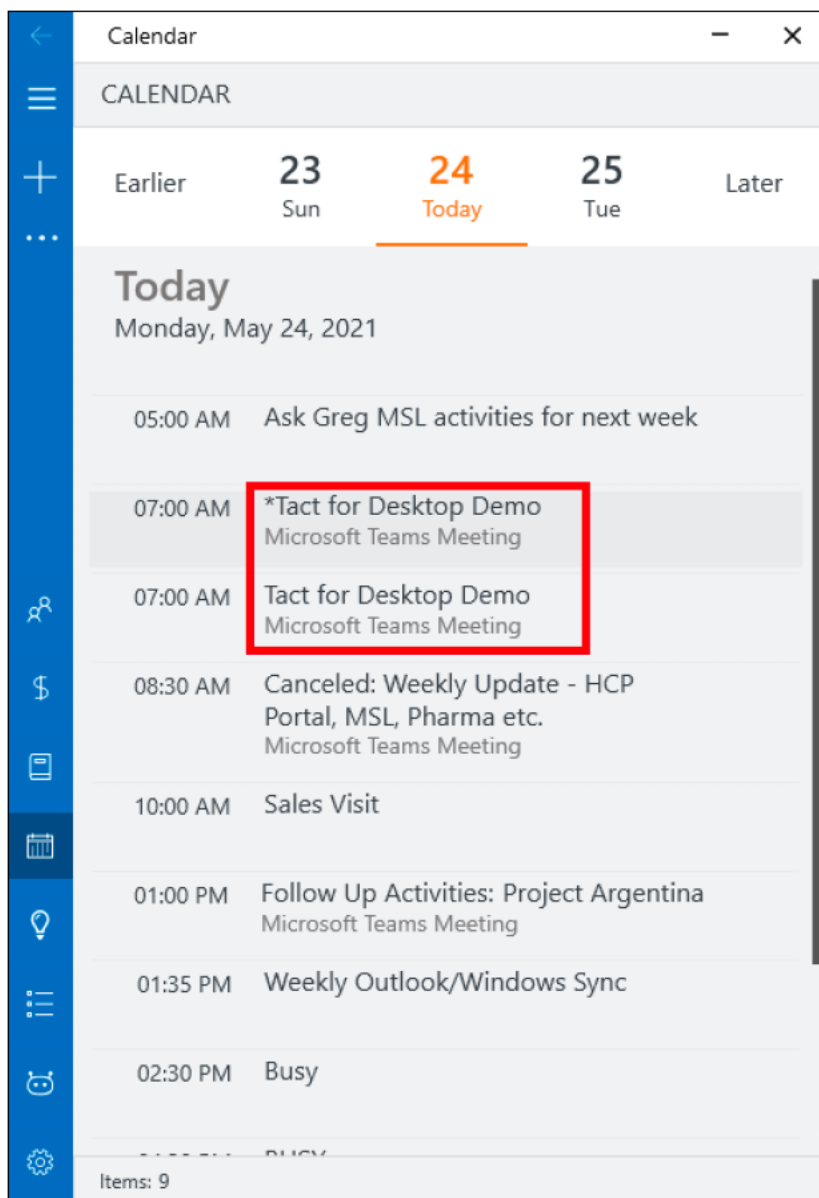 Calendar
CALENDAR
Earlier
23
Sun
24
Today
25
Tue
Later
Today
Monday, May 24, 2021
05:00 AM Ask Greg MSL activities for next week
07:00 AM *Tact for Desktop Demo
Microsoft Teams Meeting
07:00 AM Tact for Desktop Demo
Microsoft Teams Meeting
08:30 AM Canceled: Weekly Update - HCP
Portal, MSL, Pharma etc.
Microsoft Teams Meeting
10:00 AM Sales Visit
01:00 PM Follow Up Activities: Project Argentina
Microsoft Teams Meeting
01:35 PM Weekly Outlook/Windows Sync
02:30 PM Busy
Items: 9